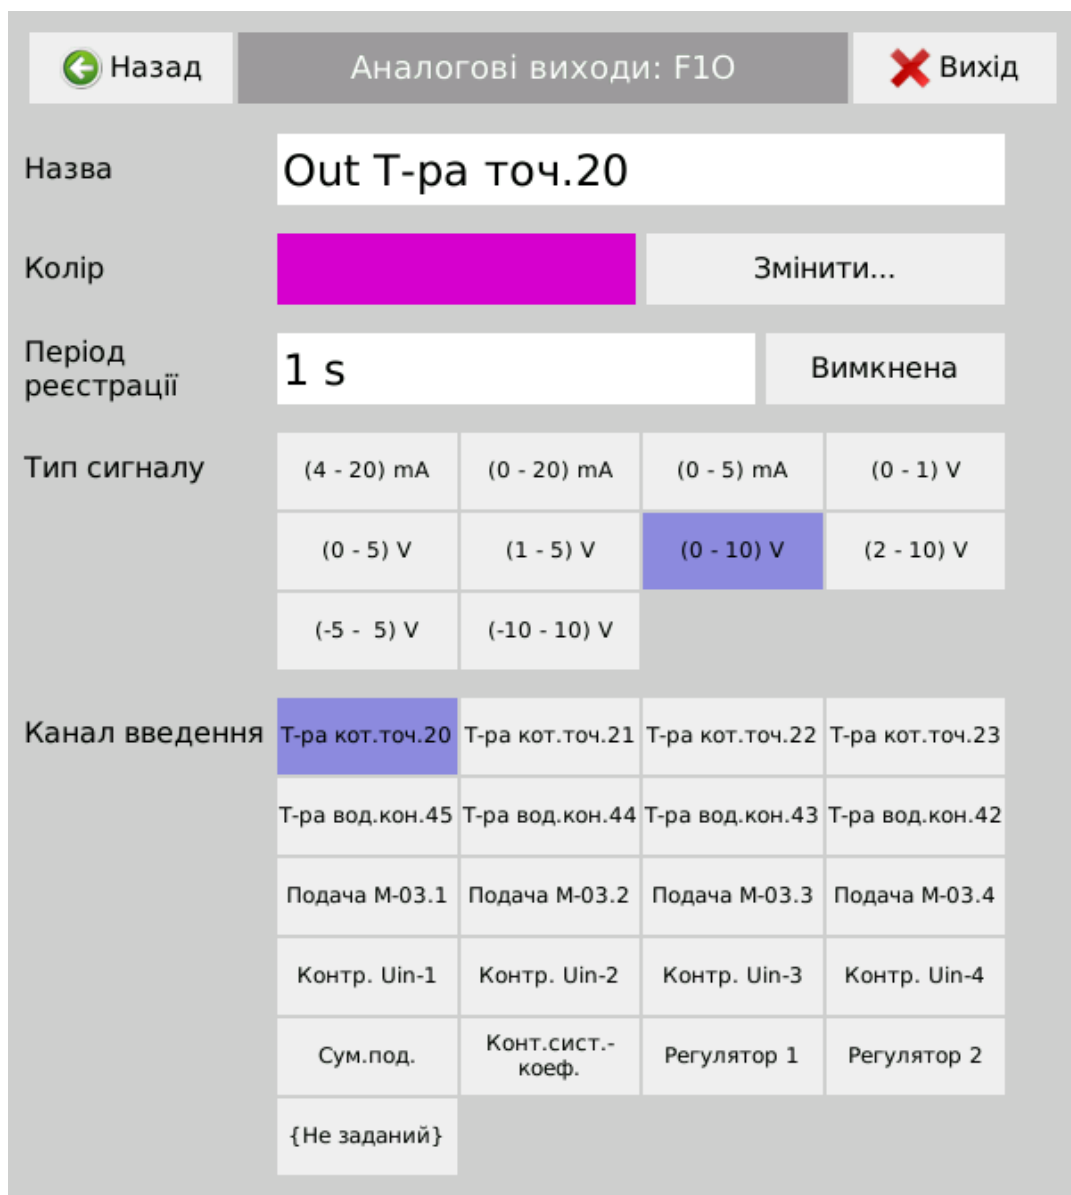 Назад Аналогові виходи: F1O Вихід
Назва Out Т-ра точ.20
Колір Змінити...
Період
реєстрації 1 s Вимкнена
Тип сигналу (4 - 20) mA (0 - 20) mA (0 - 5) mA (0 - 1) V
(0 - 5) V (1 - 5) V (0 - 10) V (2 - 10) V
(-5 - 5) V (-10 - 10) V
Канал введення Т-ра кот.точ.20 Т-ра кот.точ.21 Т-ра кот.точ.22 Т-ра кот.точ.23
Т-ра вод.кон.45 Т-ра вод.кон.44 Т-ра вод.кон.43 Т-ра вод.кон.42
Подача М-03.1 Подача М-03.2 Подача М-03.3 Подача М-03.4
Контр. Uin-1 Контр. Uin-2 Контр. Uin-3 Контр. Uin-4
Сум.под. Конт.сист.-
коеф. Регулятор 1 Регулятор 2
{Не заданий}